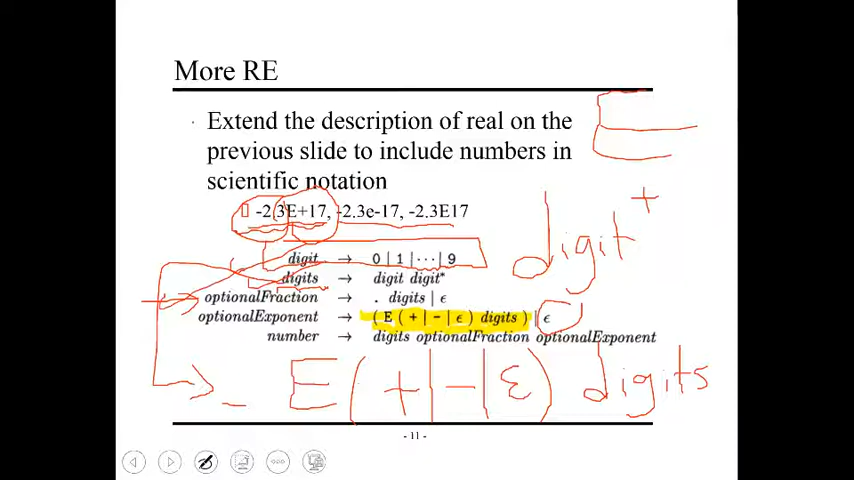 More RE
Extend the description of real on the
previous slide to include numbers in
scientific notation
-2.3E+17, -2.3e-17, -2.3E17
digit → 0 | 1 | ⋯ | 9
digits → digit digit*
optionalFraction → . digits | ϵ
optionalExponent → ( E ( + | - | ϵ ) digits ) | ϵ
number → digits optionalFraction optionalExponent
digit+
E ( + | - | ε ) digits
- 11 -